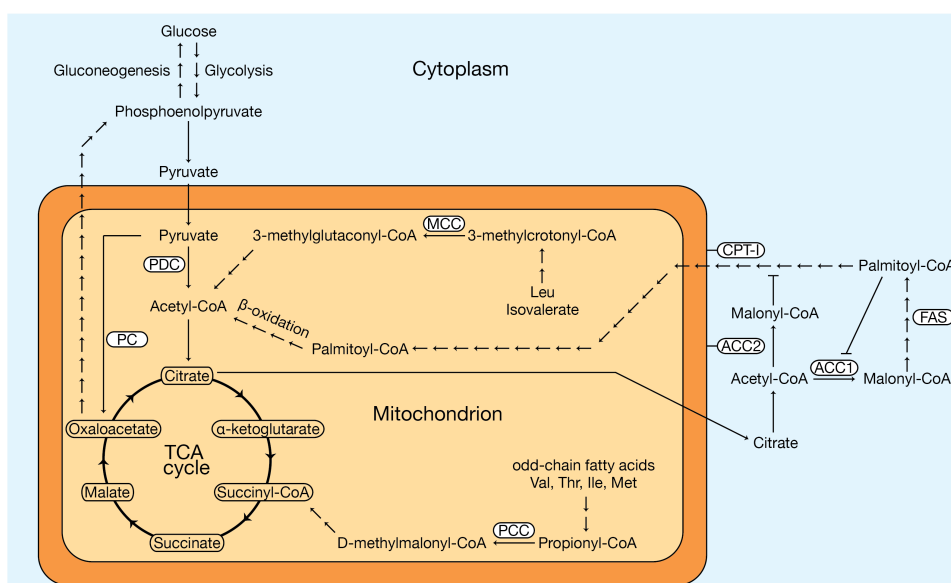 Glucose
Gluconeogenesis
Glycolysis
Cytoplasm
Phosphoenolpyruvate
Pyruvate
Pyruvate
PDC
PC
Acetyl-CoA
3-methylglutaconyl-CoA
MCC
3-methylcrotonyl-CoA
Leu
Isovalerate
β-oxidation
Palmitoyl-CoA
CPT-I
Palmitoyl-CoA
Malonyl-CoA
FAS
ACC2
Acetyl-CoA
ACC1
Malonyl-CoA
Citrate
Citrate
Mitochondrion
Oxaloacetate
α-ketoglutarate
TCA
cycle
Malate
Succinyl-CoA
Succinate
odd-chain fatty acids
Val, Thr, Ile, Met
D-methylmalonyl-CoA
PCC
Propionyl-CoA